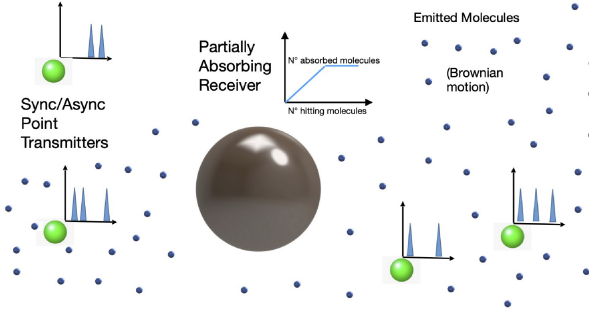 Emitted Molecules
Partially
Absorbing
Receiver
N° absorbed molecules
N° hitting molecules
(Brownian
motion)
Sync/Async
Point
Transmitters